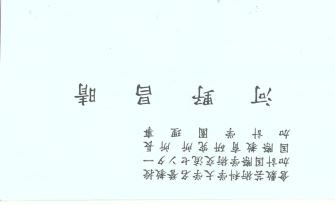 倉敷芸術科学大学名誉教授
加計国際学術交流センター
国際教育研究所所長
加計学園理事
河野昌晴